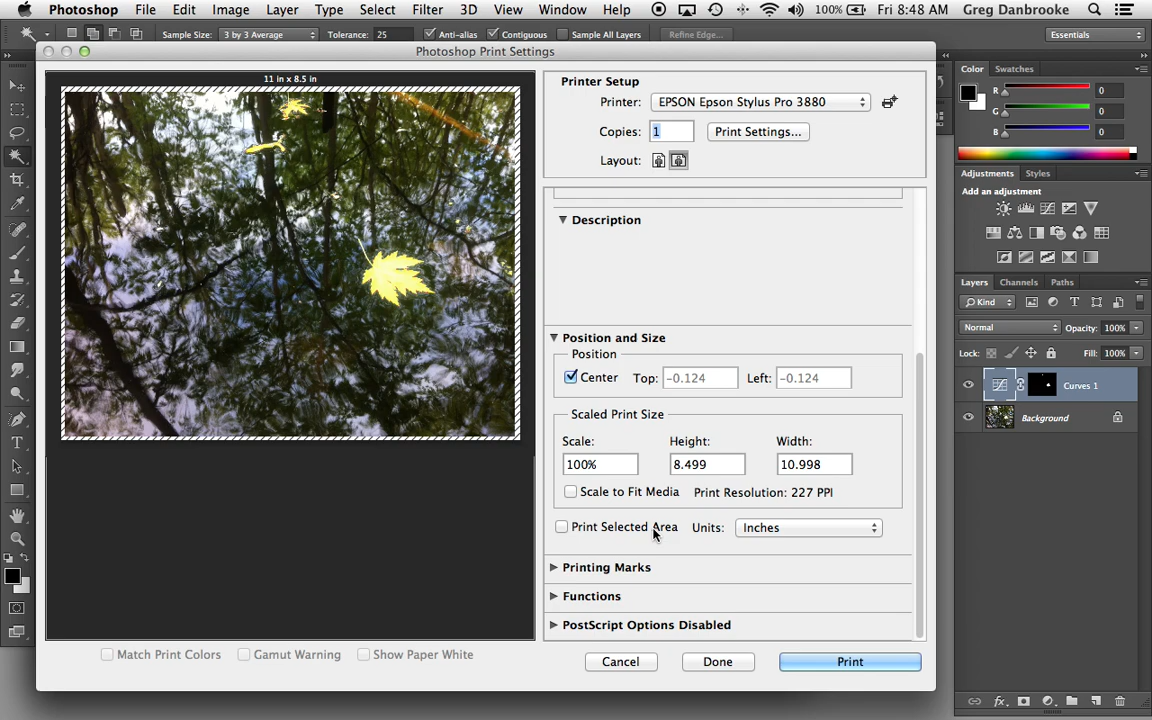 Photoshop File Edit Image Layer Type Select Filter 3D View Window Help 100% Fri 8:48 AM Greg Danbrooke
Sample Size: 3 by 3 Average Tolerance: 25 Anti-alias Contiguous Sample All Layers Refine Edge... Essentials
Photoshop Print Settings
11 in x 8.5 in
Printer Setup
Printer: EPSON Epson Stylus Pro 3880
Copies: 1 Print Settings...
Layout:
Description
Position and Size
Position
Center Top: -0.124 Left: -0.124
Scaled Print Size
Scale: Height: Width:
100% 8.499 10.998
Scale to Fit Media Print Resolution: 227 PPI
Print Selected Area Units: Inches
Printing Marks
Functions
PostScript Options Disabled
Match Print Colors Gamut Warning Show Paper White
Cancel Done Print
Color Swatches
R 0
G 0
B 0
Adjustments Styles
Add an adjustment
Layers Channels Paths
Kind
Normal Opacity: 100%
Lock: Fill: 100%
Curves 1
Background